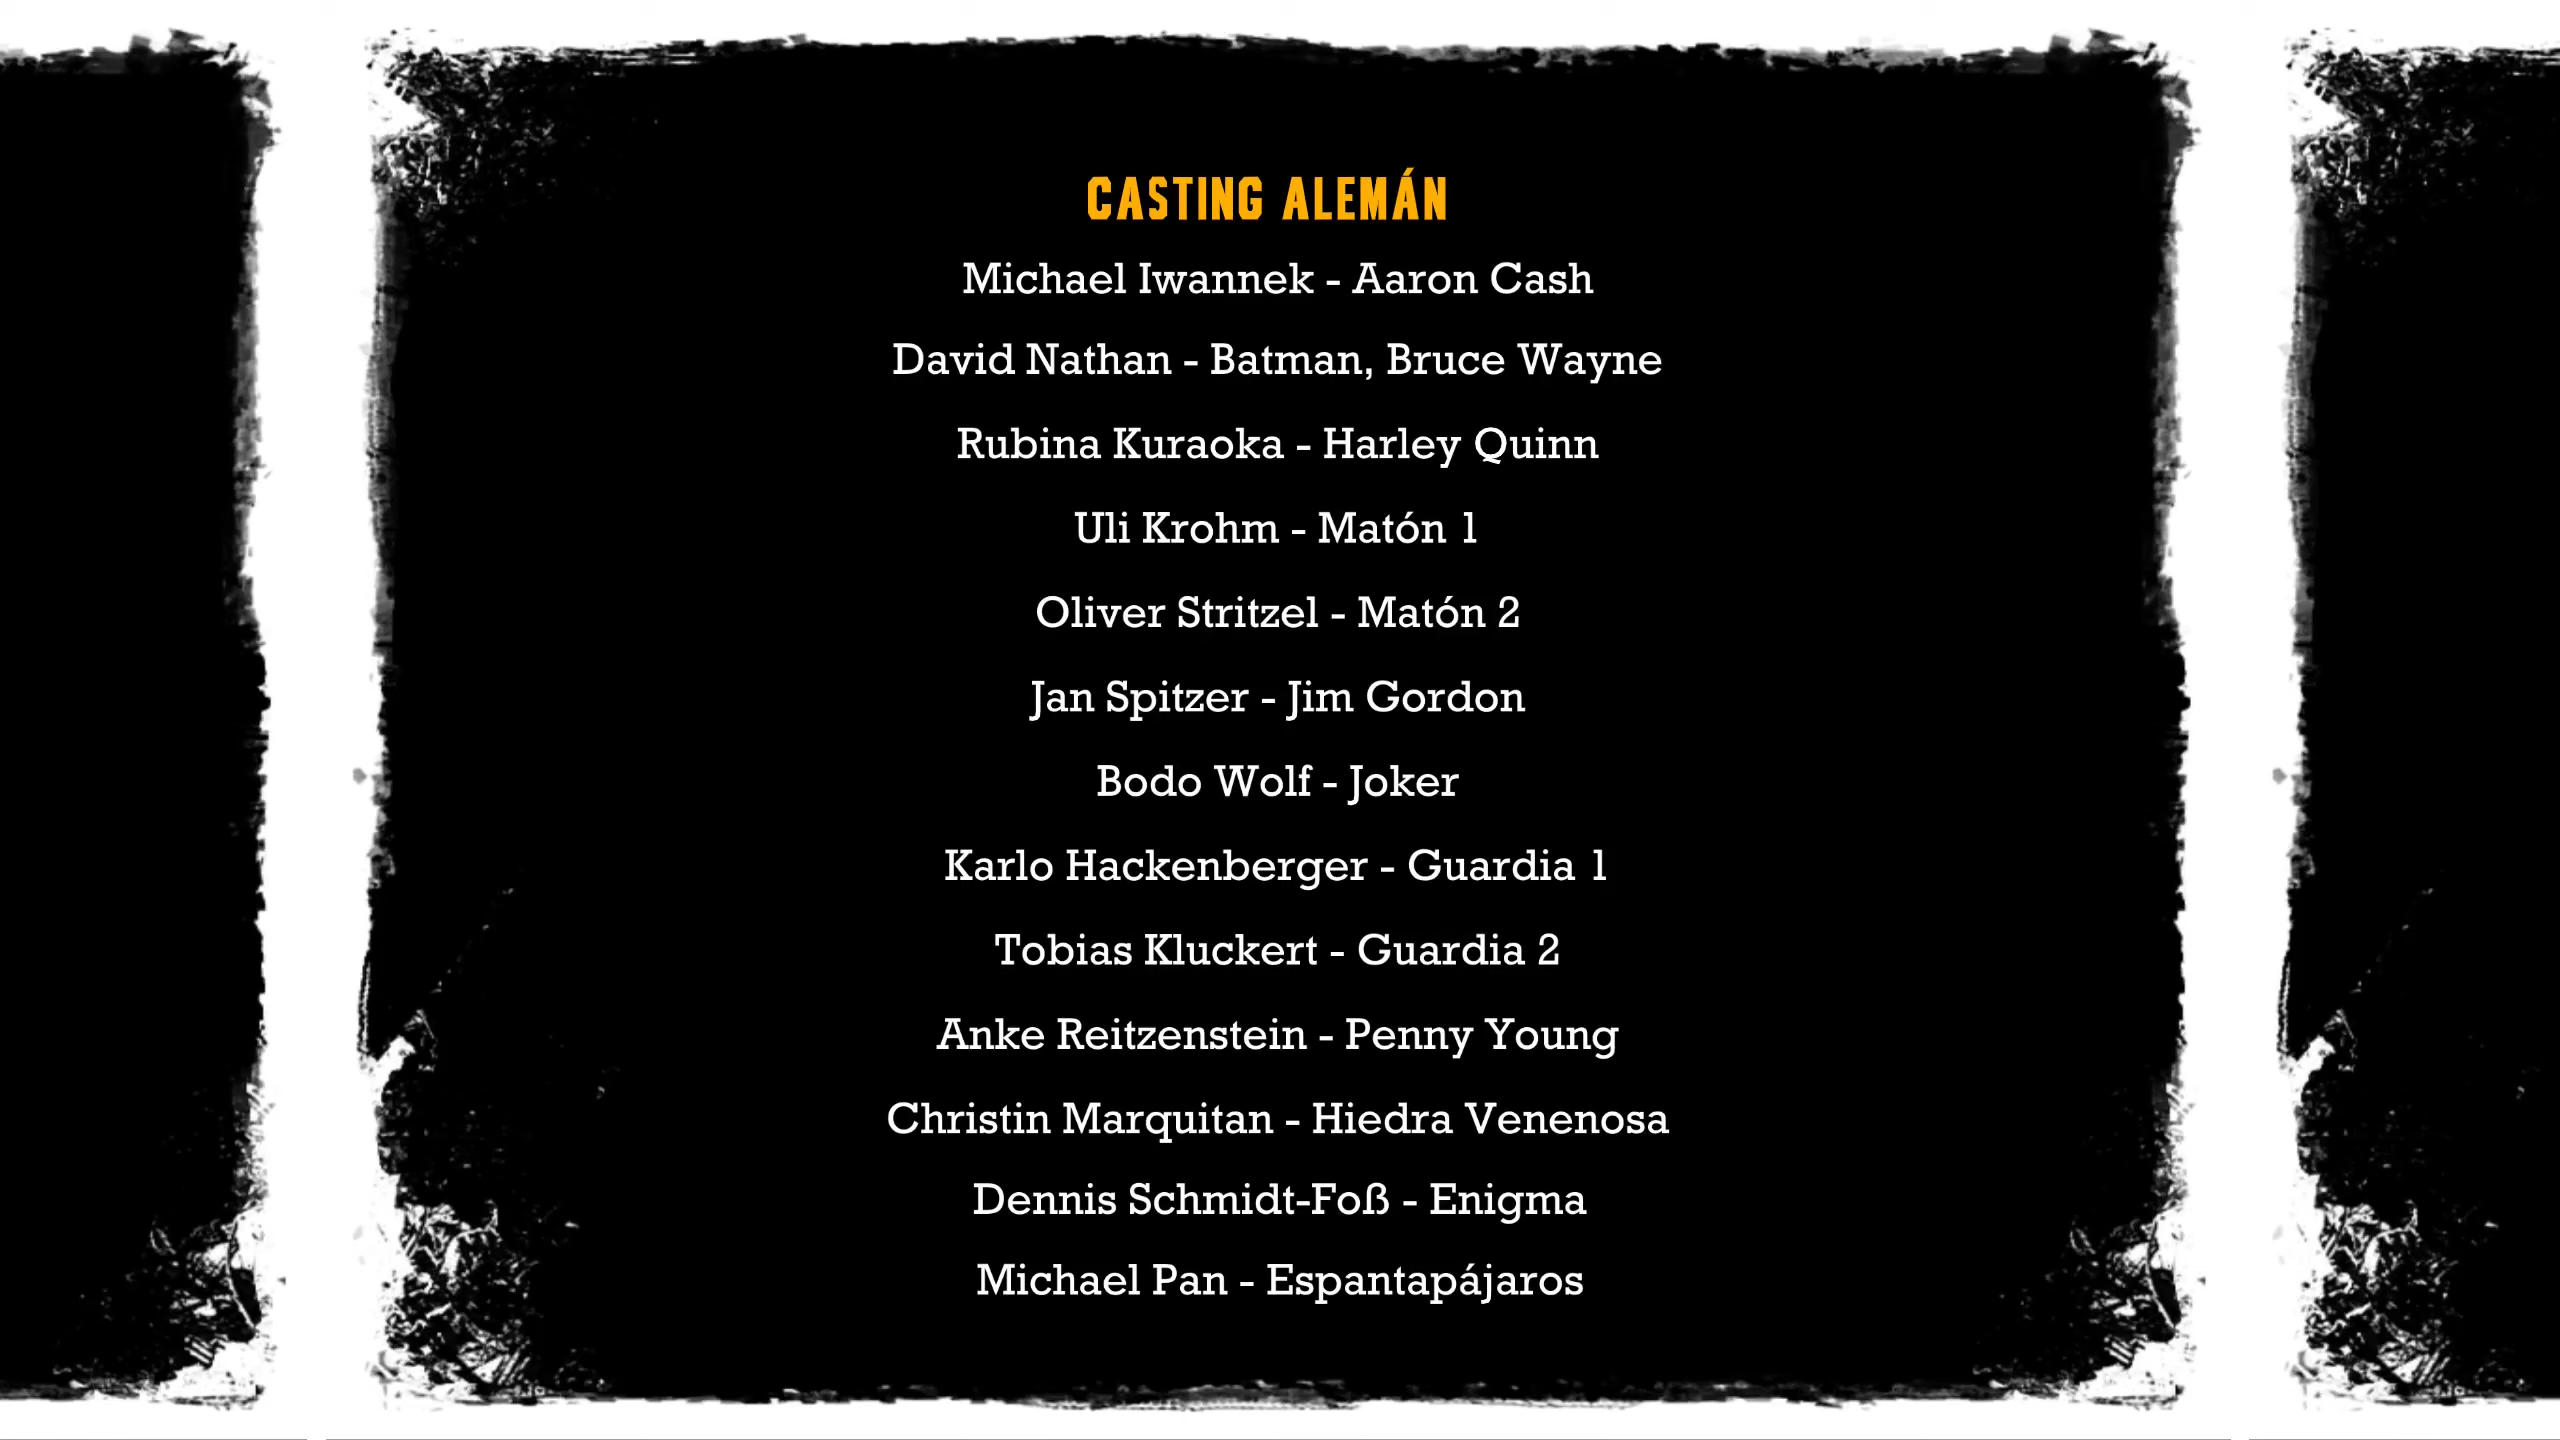 CASTING ALEMÁN
Michael Iwannek - Aaron Cash
David Nathan - Batman, Bruce Wayne
Rubina Kuraoka - Harley Quinn
Uli Krohm - Matón 1
Oliver Stritzel - Matón 2
Jan Spitzer - Jim Gordon
Bodo Wolf - Joker
Karlo Hackenberger - Guardia 1
Tobias Kluckert - Guardia 2
Anke Reitzenstein - Penny Young
Christin Marquitan - Hiedra Venenosa
Dennis Schmidt-Foß - Enigma
Michael Pan - Espantapájaros